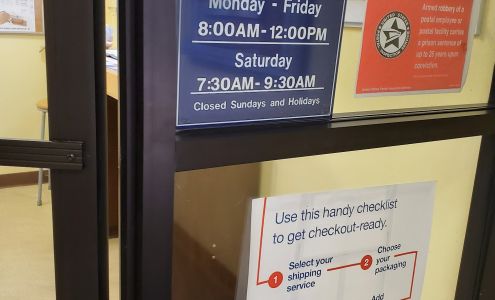 Monday - Friday
8:00AM- 12:00PM
Saturday
7:30AM- 9:30AM
Closed Sundays and Holidays
Armed robbery of a
postal employee or
postal facility carries
a prison sentence of
up to 25 years upon
conviction.
Use this handy checklist
to get checkout-ready.
1 Select your
shipping
service
2 Choose
your
packaging
Add